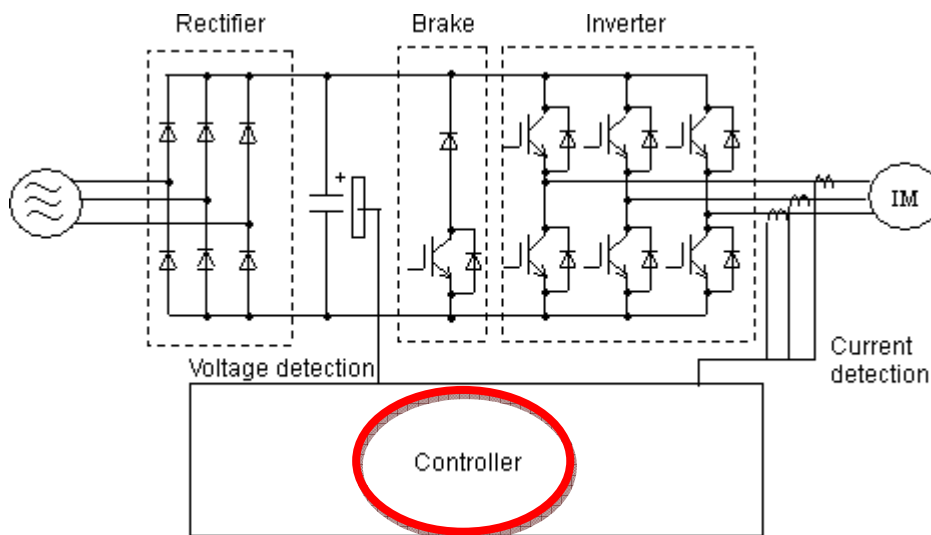 Rectifier
Brake
Inverter
+
IM
Voltage detection
Current
detection
Controller